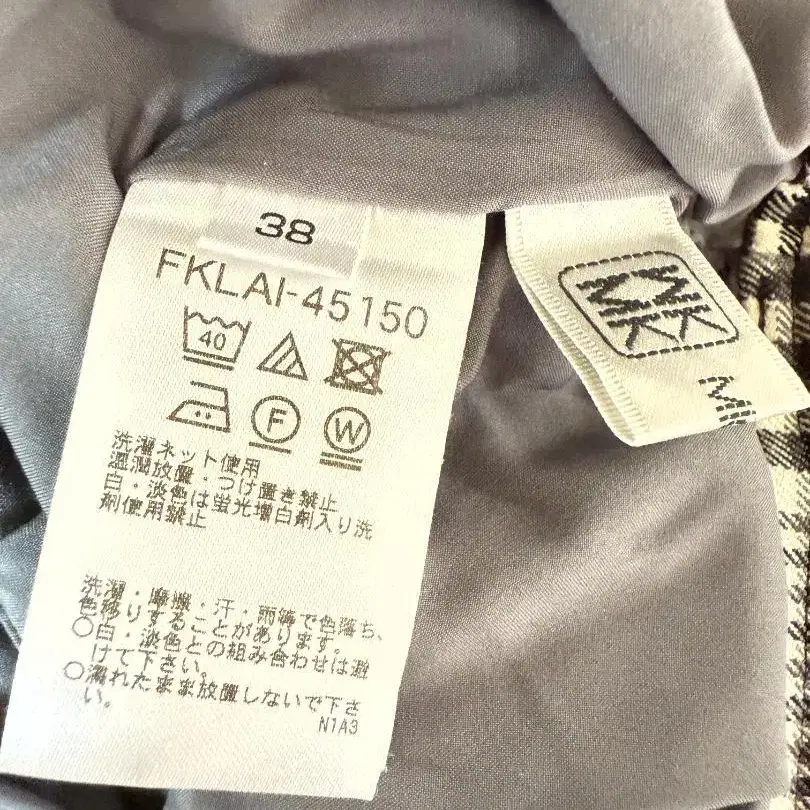 38
FKLAI-45150
40
F
W
洗濯ネット使用
湿潤放置・つけ置き禁止
白・淡色は蛍光増白剤入り洗
剤使用禁止
洗濯・摩擦・汗・雨等で色落ち、
色移りすることがあります。
○白・淡色との組み合わせは避
けて下さい。
○濡れたまま放置しないで下さ
い。
N1A3
MK
MK